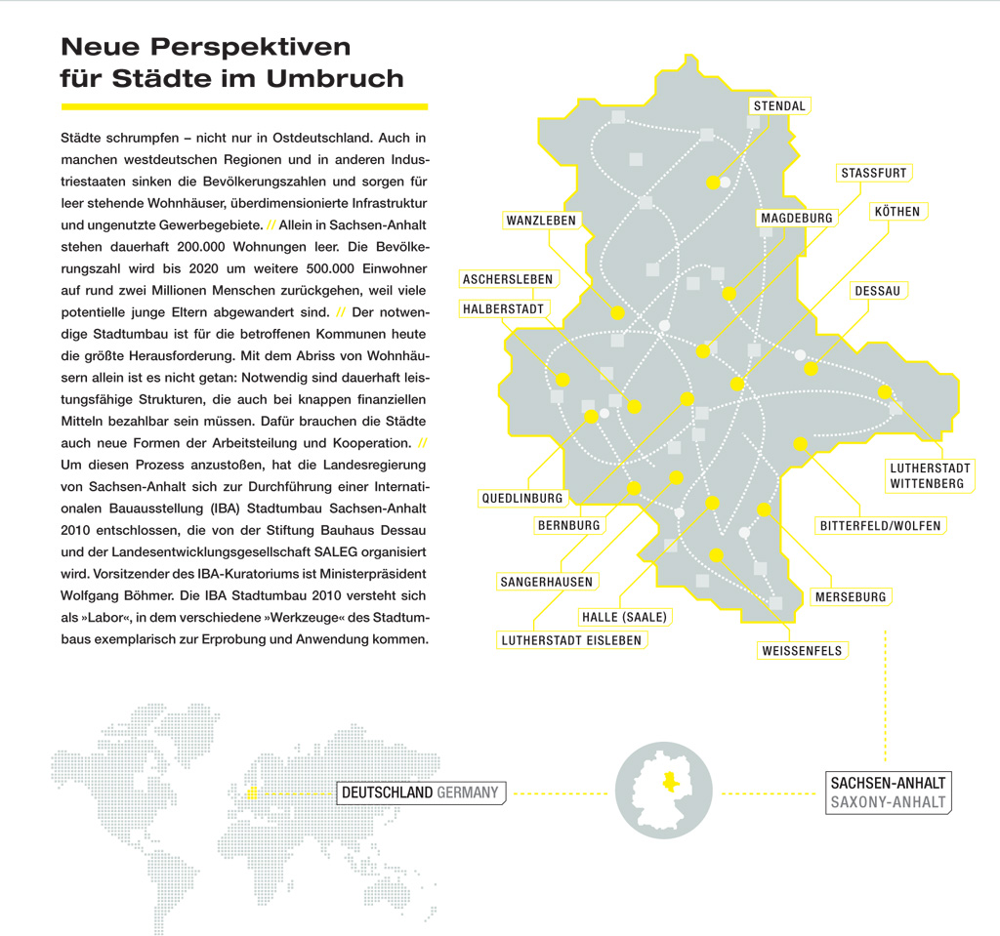 Neue Perspektiven
für Städte im Umbruch
Städte schrumpfen – nicht nur in Ostdeutschland. Auch in
manchen westdeutschen Regionen und in anderen Indus-
triestaaten sinken die Bevölkerungszahlen und sorgen für
leer stehende Wohnhäuser, überdimensionierte Infrastruktur
und ungenutzte Gewerbegebiete. // Allein in Sachsen-Anhalt
stehen dauerhaft 200.000 Wohnungen leer. Die Bevölke-
rungszahl wird bis 2020 um weitere 500.000 Einwohner
auf rund zwei Millionen Menschen zurückgehen, weil viele
potentielle junge Eltern abgewandert sind. // Der notwen-
dige Stadtumbau ist für die betroffenen Kommunen heute
die größte Herausforderung. Mit dem Abriss von Wohnhäu-
sern allein ist es nicht getan: Notwendig sind dauerhaft leis-
tungsfähige Strukturen, die auch bei knappen finanziellen
Mitteln bezahlbar sein müssen. Dafür brauchen die Städte
auch neue Formen der Arbeitsteilung und Kooperation. //
Um diesen Prozess anzustoßen, hat die Landesregierung
von Sachsen-Anhalt sich zur Durchführung einer Internati-
onalen Bauausstellung (IBA) Stadtumbau Sachsen-Anhalt
2010 entschlossen, die von der Stiftung Bauhaus Dessau
und der Landesentwicklungsgesellschaft SALEG organisiert
wird. Vorsitzender des IBA-Kuratoriums ist Ministerpräsident
Wolfgang Böhmer. Die IBA Stadtumbau 2010 versteht sich
als »Labor«, in dem verschiedene »Werkzeuge« des Stadtum-
baus exemplarisch zur Erprobung und Anwendung kommen.
STENDAL
STASSFURT
KÖTHEN
MAGDEBURG
WANZLEBEN
ASCHERSLEBEN
DESSAU
HALBERSTADT
LUTHERSTADT
WITTENBERG
QUEDLINBURG
BERNBURG
BITTERFELD/WOLFEN
SANGERHAUSEN
MERSEBURG
HALLE (SAALE)
LUTHERSTADT EISLEBEN
WEISSENFELS
DEUTSCHLAND GERMANY
SACHSEN-ANHALT
SAXONY-ANHALT